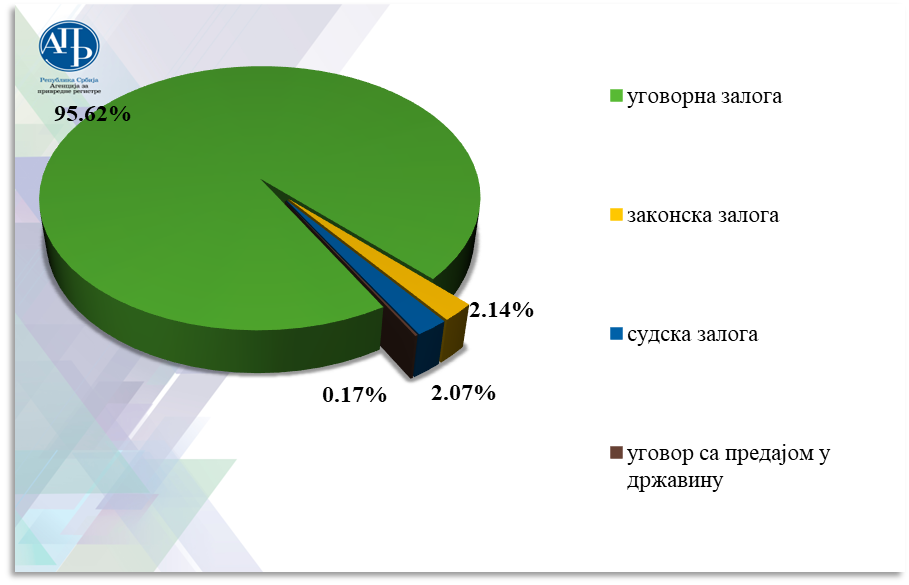 АПР
Република Србија
Агенција за
привредне регистре
95.62%
2.14%
2.07%
0.17%
уговорна залога
законска залога
судска залога
уговор са предајом у
државину